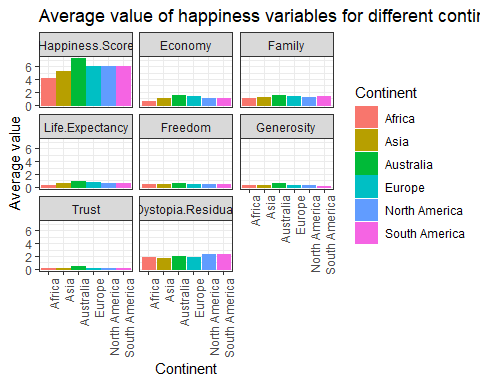 Average value of happiness variables for different contin
Happiness.Score
Economy
Family
Life.Expectancy
Freedom
Generosity
Trust
Dystopia.Residua
Average value
6
4
2
0
6
4
2
0
6
4
2
0
Africa
Asia
Australia
Europe
North America
South America
Africa
Asia
Australia
Europe
North America
South America
Africa
Asia
Australia
Europe
North America
South America
Continent
Continent
Africa
Asia
Australia
Europe
North America
South America